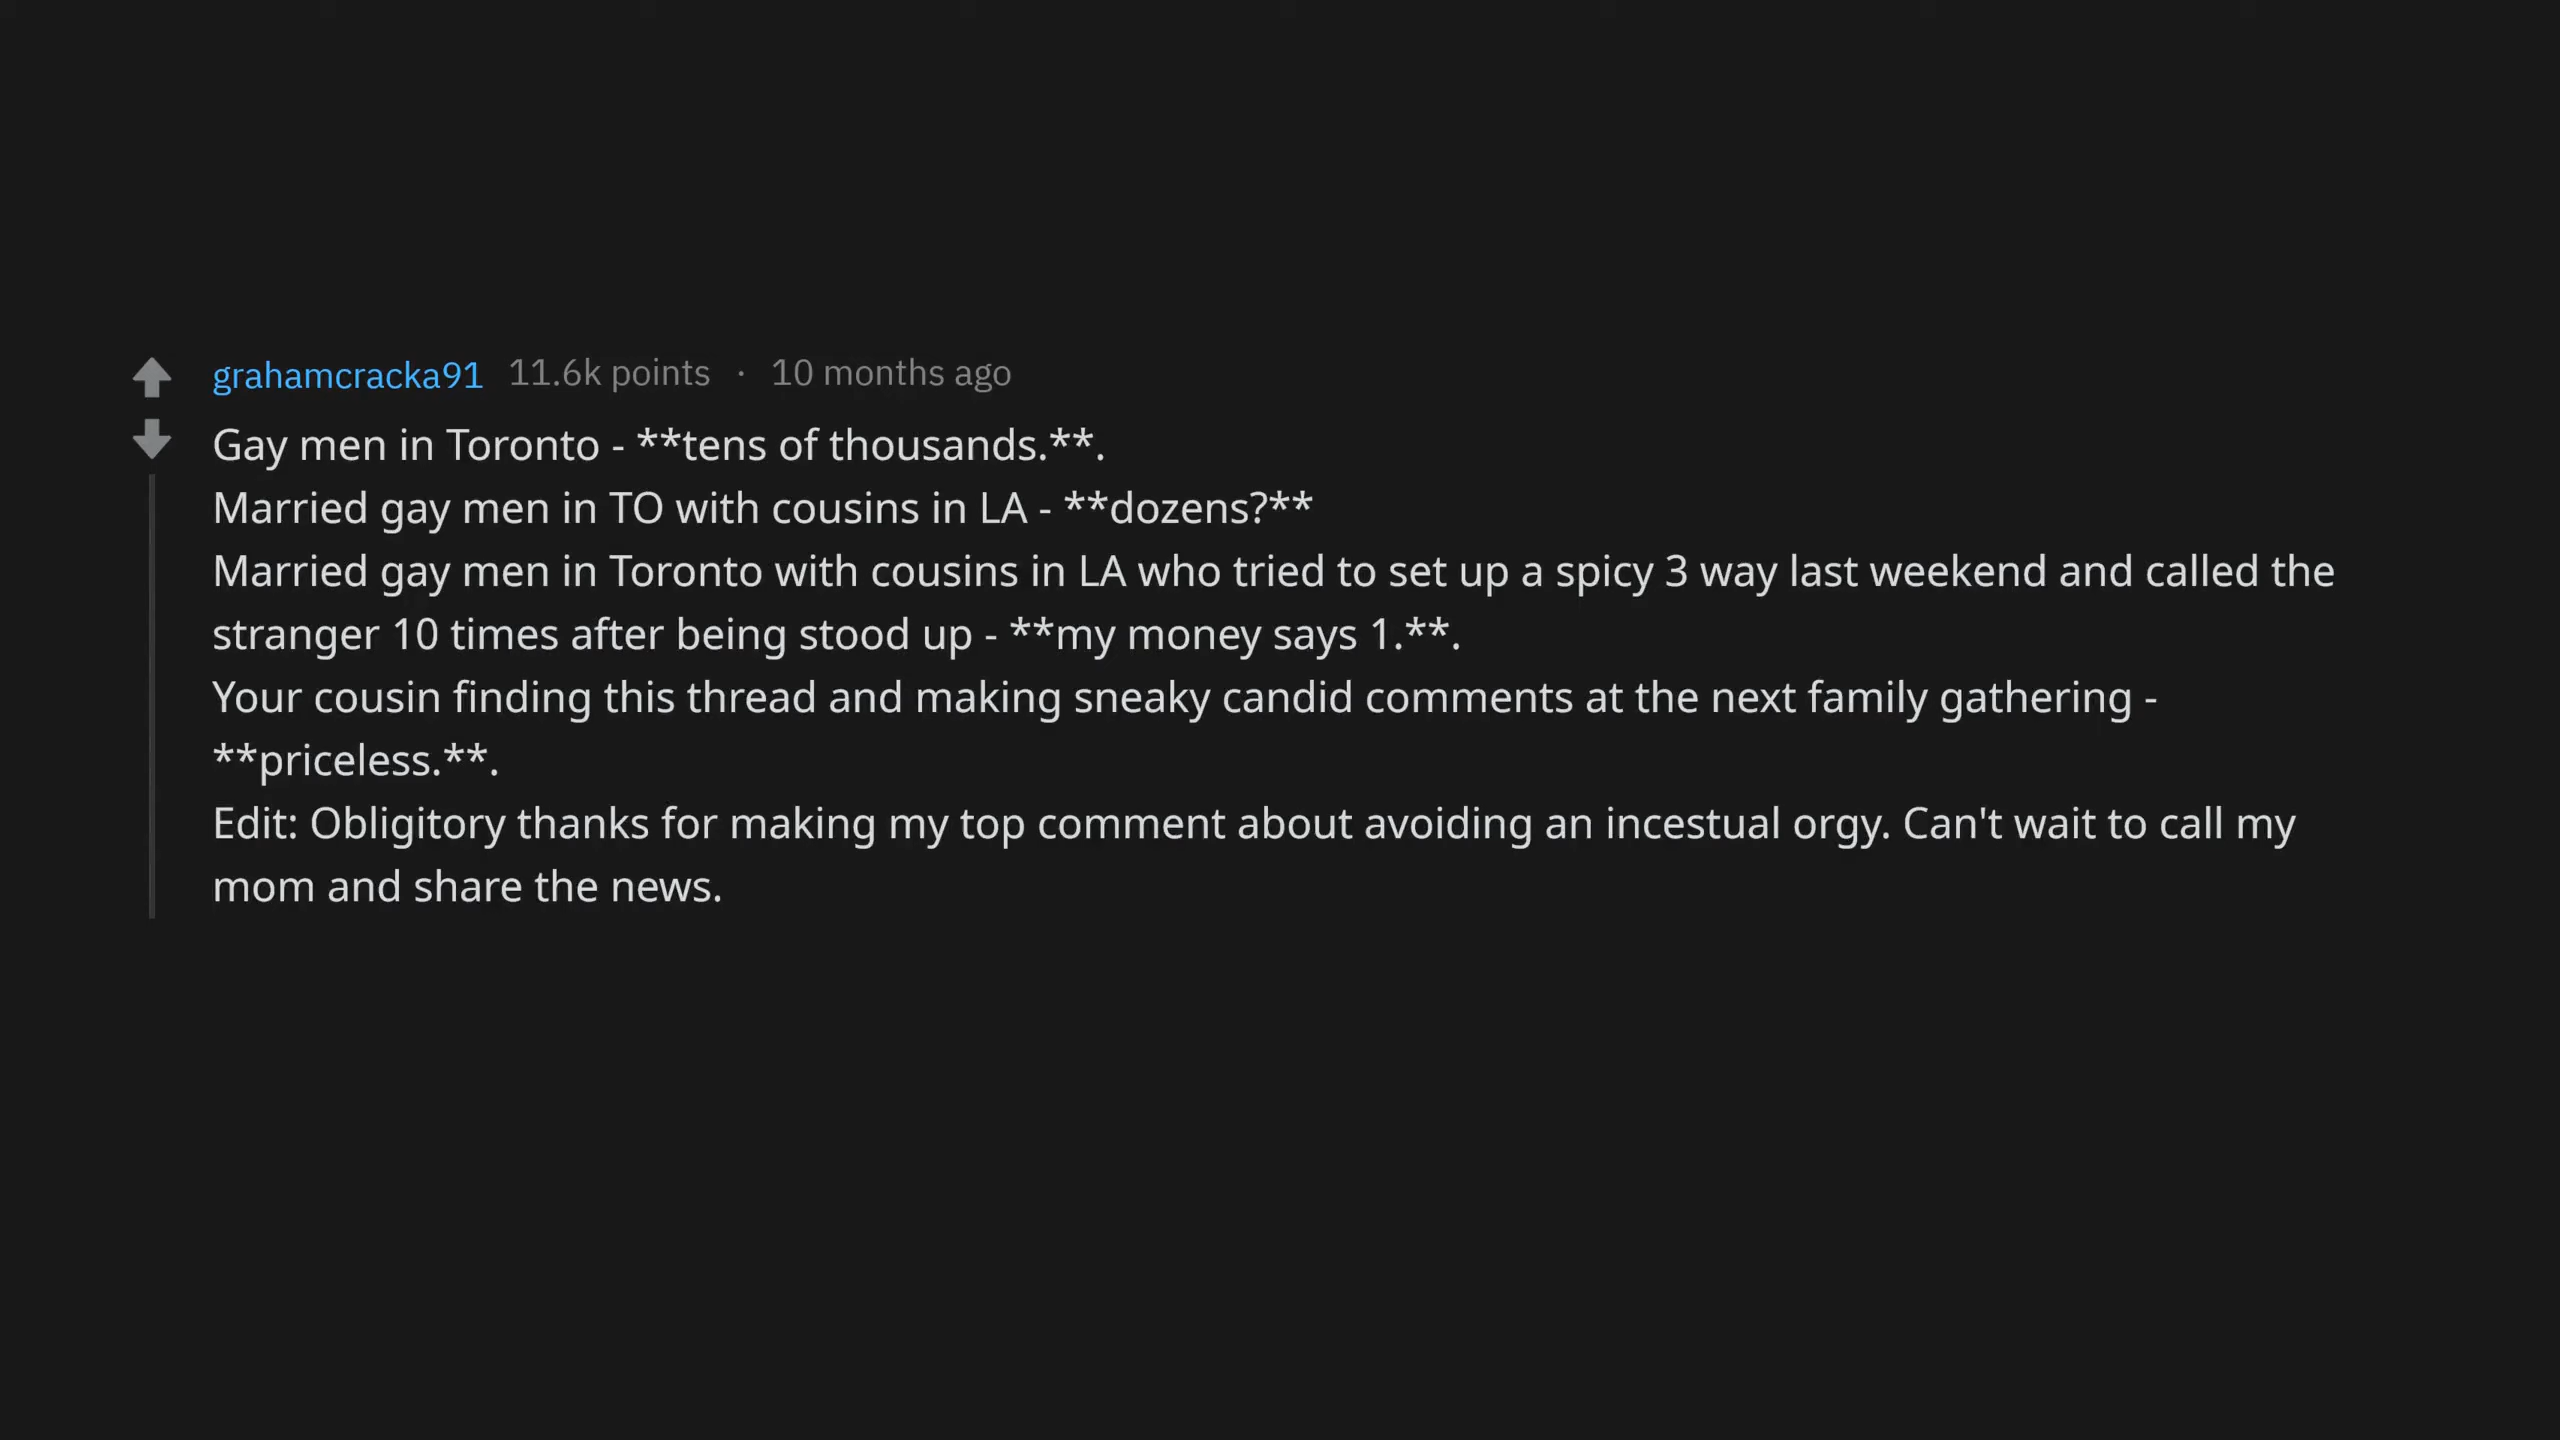 grahamcracka91 11.6k points · 10 months ago
Gay men in Toronto - **tens of thousands.**.
Married gay men in TO with cousins in LA - **dozens?**
Married gay men in Toronto with cousins in LA who tried to set up a spicy 3 way last weekend and called the
stranger 10 times after being stood up - **my money says 1.**.
Your cousin finding this thread and making sneaky candid comments at the next family gathering -
**priceless.**.
Edit: Obligitory thanks for making my top comment about avoiding an incestual orgy. Can't wait to call my
mom and share the news.